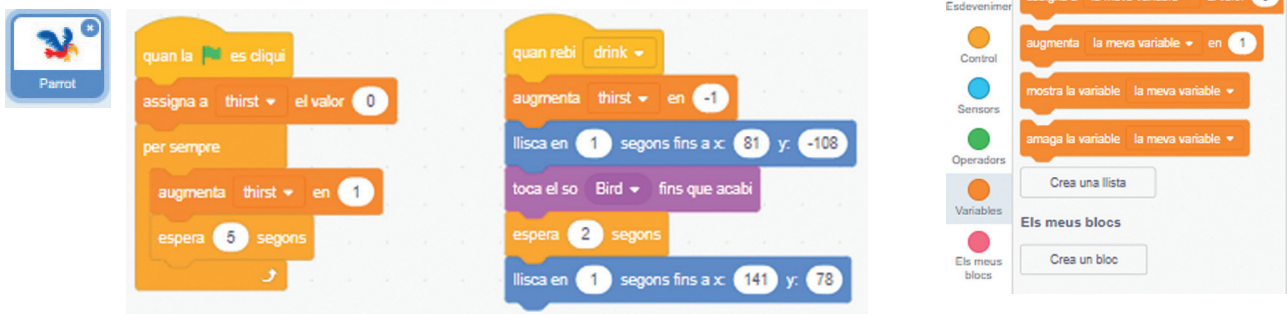 Parrot
quan la es cliqui
assigna a thirst el valor 0
per sempre
augmenta thirst en 1
espera 5 segons
quan rebi drink
augmenta thirst en -1
llisca en 1 segons fins a x: 81 y: -108
toca el so Bird fins que acabi
espera 2 segons
llisca en 1 segons fins a x: 141 y: 78
Esdevenimer
Control
Sensors
Operadors
Variables
Els meus
blocs
augmenta la meva variable en 1
mostra la variable la meva variable
amaga la variable la meva variable
Crea una llista
Els meus blocs
Crea un bloc